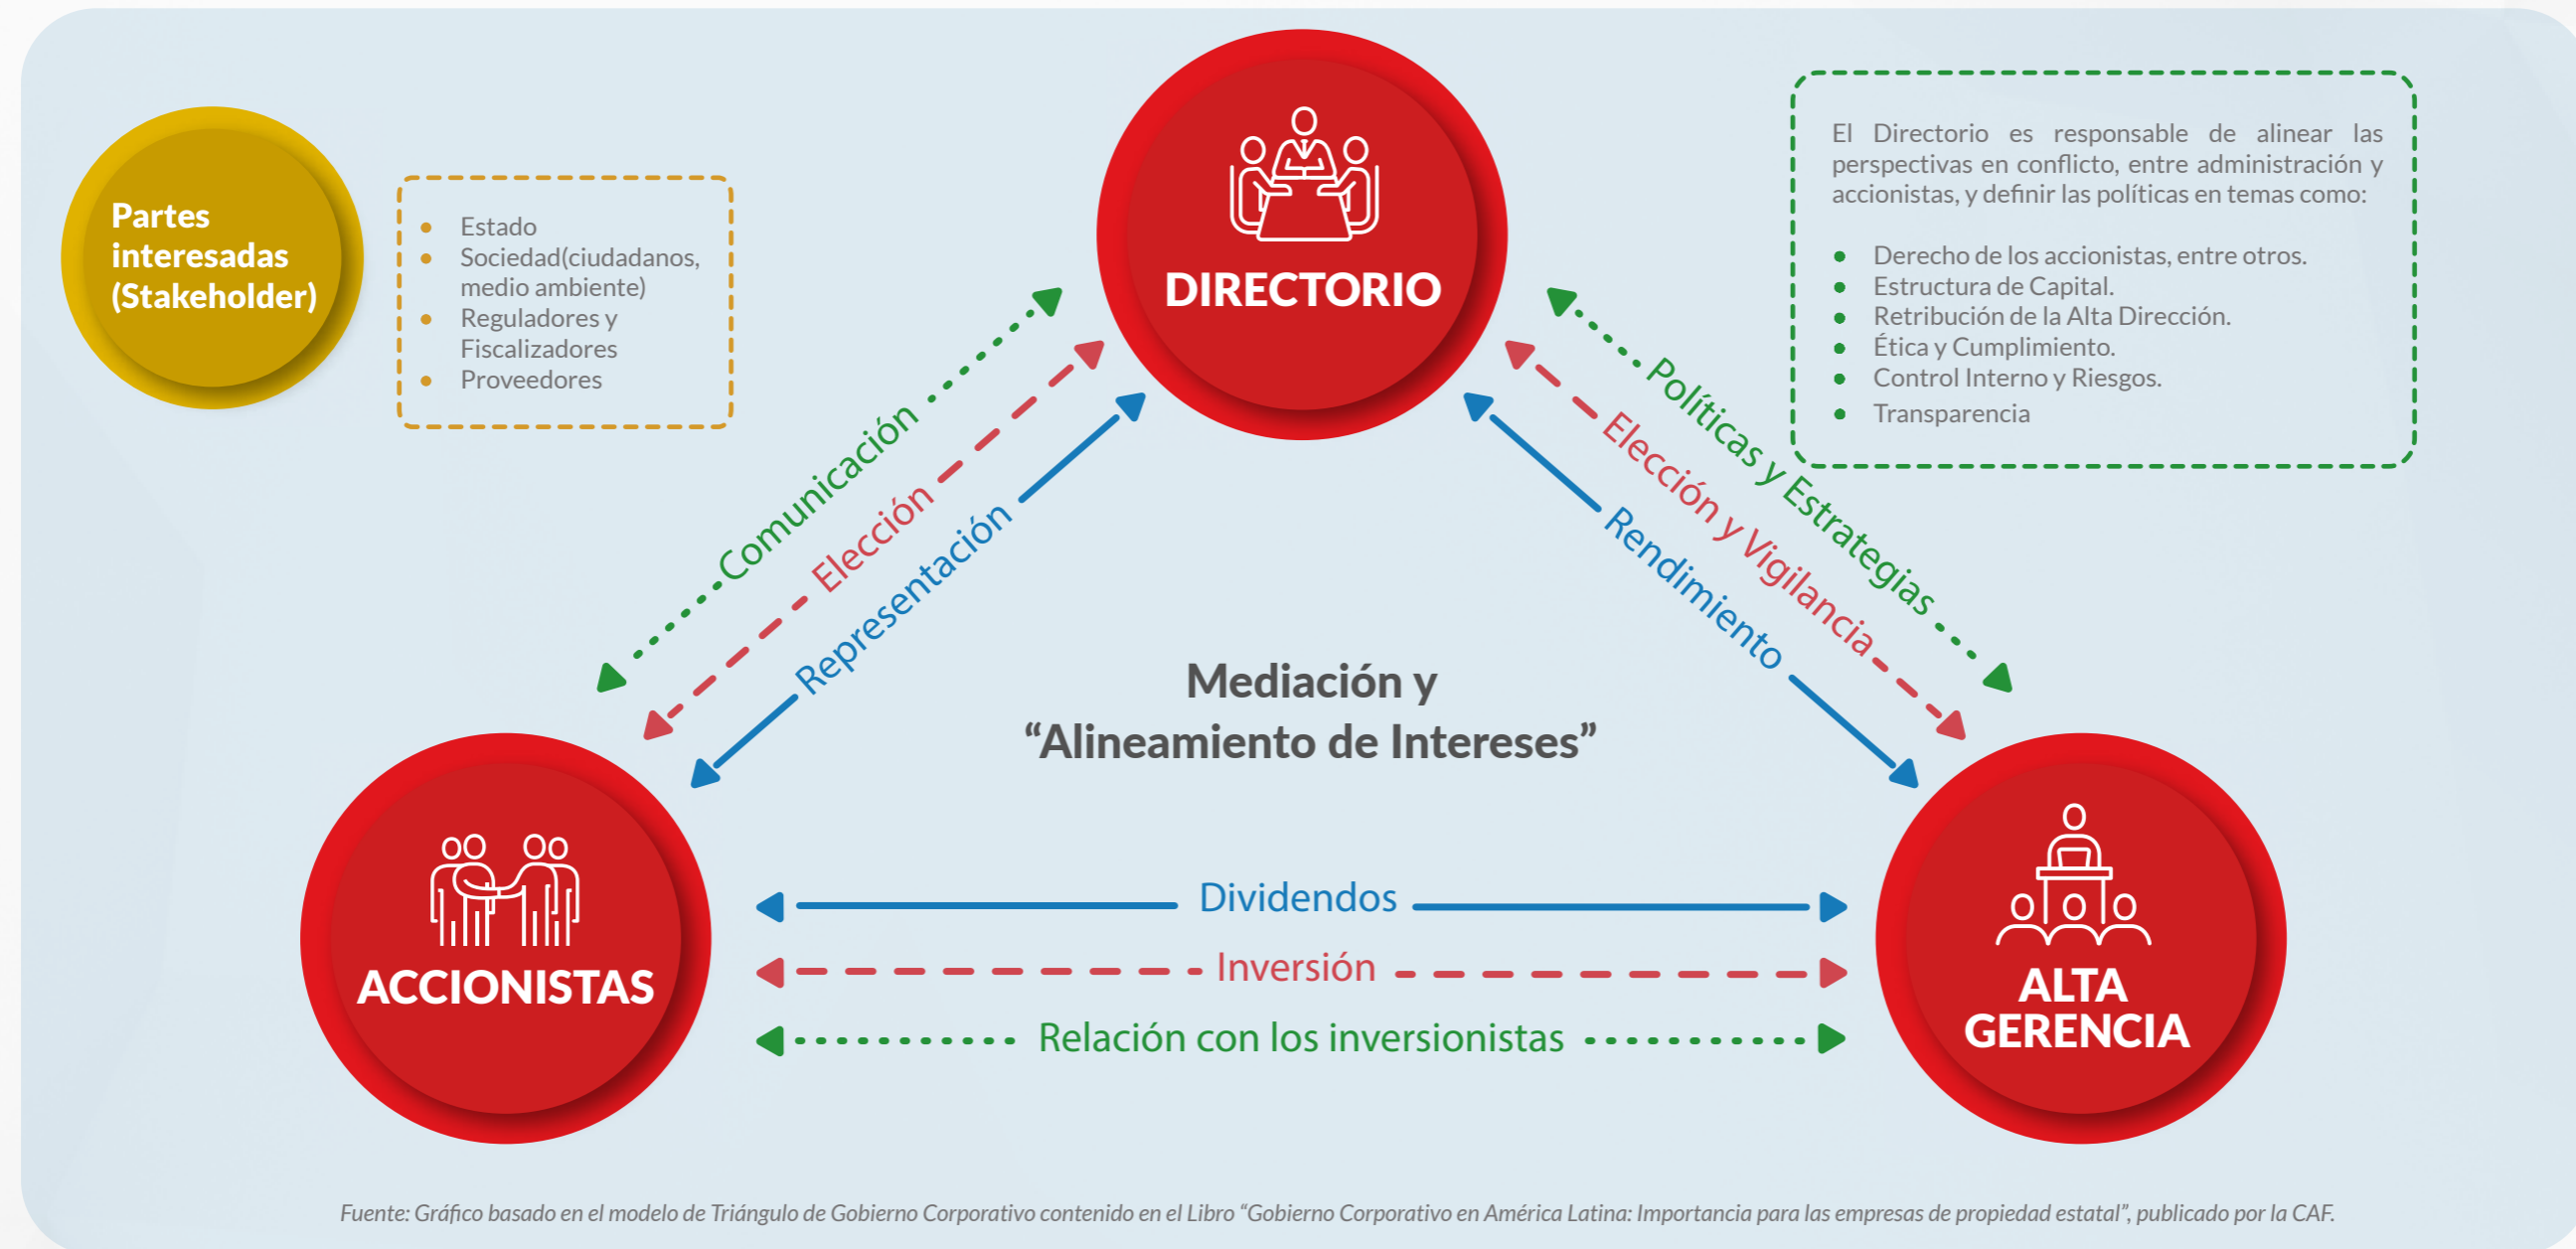 Partes
interesadas
(Stakeholder)
• Estado
• Sociedad(ciudadanos,
medio ambiente)
• Reguladores y
Fiscalizadores
• Proveedores
DIRECTORIO
El Directorio es responsable de alinear las
perspectivas en conflicto, entre administración y
accionistas, y definir las políticas en temas como:
• Derecho de los accionistas, entre otros.
• Estructura de Capital.
• Retribución de la Alta Dirección.
• Ética y Cumplimiento.
• Control Interno y Riesgos.
• Transparencia
Comunicación
Elección
Representación
Políticas y Estrategias
Elección y Vigilancia
Rendimiento
Mediación y
“Alineamiento de Intereses”
ACCIONISTAS
Dividendos
Inversión
Relación con los inversionistas
ALTA
GERENCIA
Fuente: Gráfico basado en el modelo de Triángulo de Gobierno Corporativo contenido en el Libro “Gobierno Corporativo en América Latina: Importancia para las empresas de propiedad estatal”, publicado por la CAF.